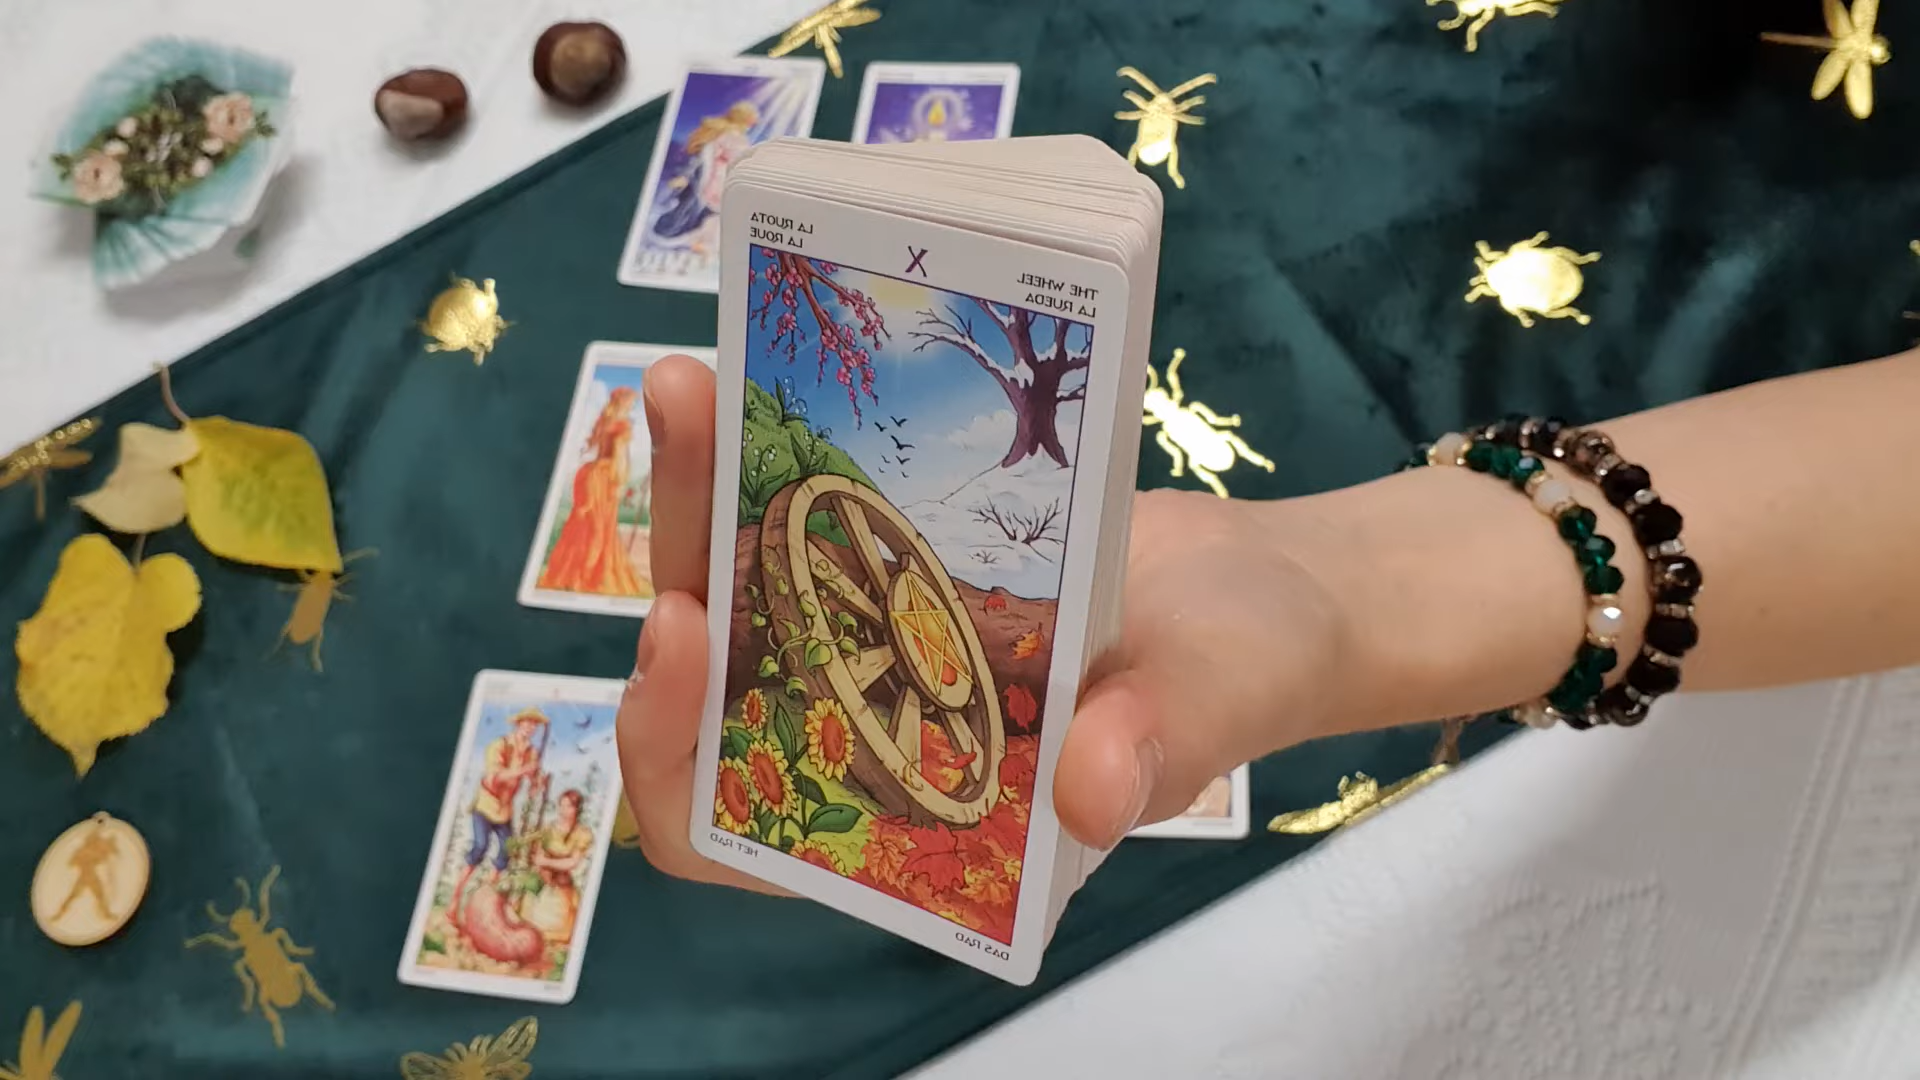 LA RUOTA
LA ROUE
X
THE WHEEL
LA RUEDA
HET RAD
DAS RAD